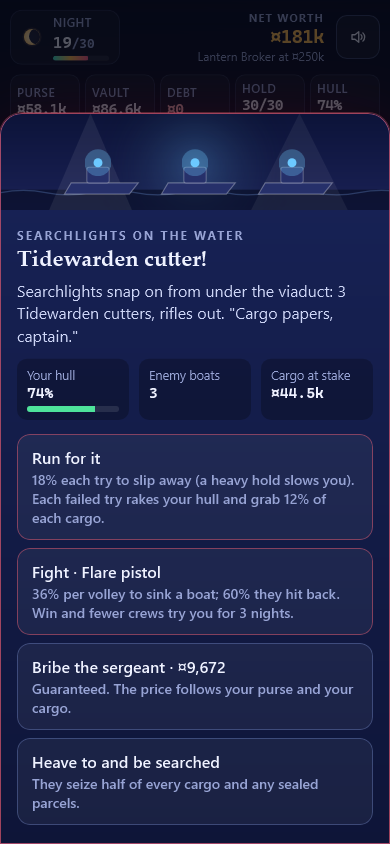 NIGHT
19/30
NET WORTH
¤181k
Lantern Broker at ¤250k
PURSE
¤58.1k
VAULT
¤86.6k
DEBT
¤0
HOLD
30/30
HULL
74%
SEARCHLIGHTS ON THE WATER
Tidewarden cutter!
Searchlights snap on from under the viaduct: 3
Tidewarden cutters, rifles out. "Cargo papers,
captain."
Your hull
74%
Enemy boats
3
Cargo at stake
¤44.5k
Run for it
18% each try to slip away (a heavy hold slows you).
Each failed try rakes your hull and grab 12% of
each cargo.
Fight · Flare pistol
36% per volley to sink a boat; 60% they hit back.
Win and fewer crews try you for 3 nights.
Bribe the sergeant · ¤9,672
Guaranteed. The price follows your purse and your
cargo.
Heave to and be searched
They seize half of every cargo and any sealed
parcels.